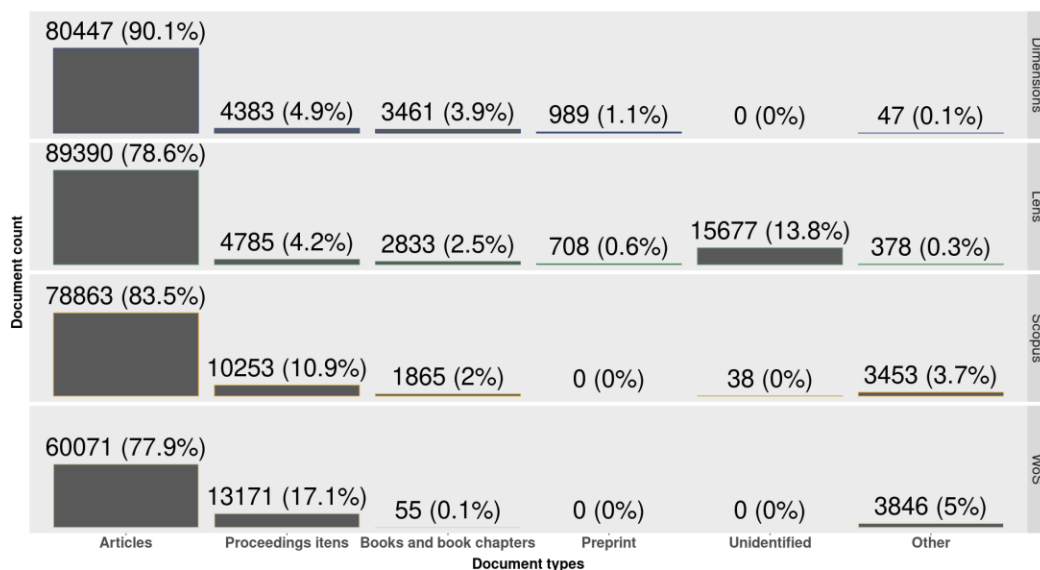 80447 (90.1%)
4383 (4.9%)
3461 (3.9%)
989 (1.1%)
0 (0%)
47 (0.1%)
Dimensions
89390 (78.6%)
4785 (4.2%)
2833 (2.5%)
708 (0.6%)
15677 (13.8%)
378 (0.3%)
Lens
78863 (83.5%)
10253 (10.9%)
1865 (2%)
0 (0%)
38 (0%)
3453 (3.7%)
Scopus
60071 (77.9%)
13171 (17.1%)
55 (0.1%)
0 (0%)
0 (0%)
3846 (5%)
WoS
Document count
Articles
Proceedings itens
Books and book chapters
Preprint
Unidentified
Other
Document types